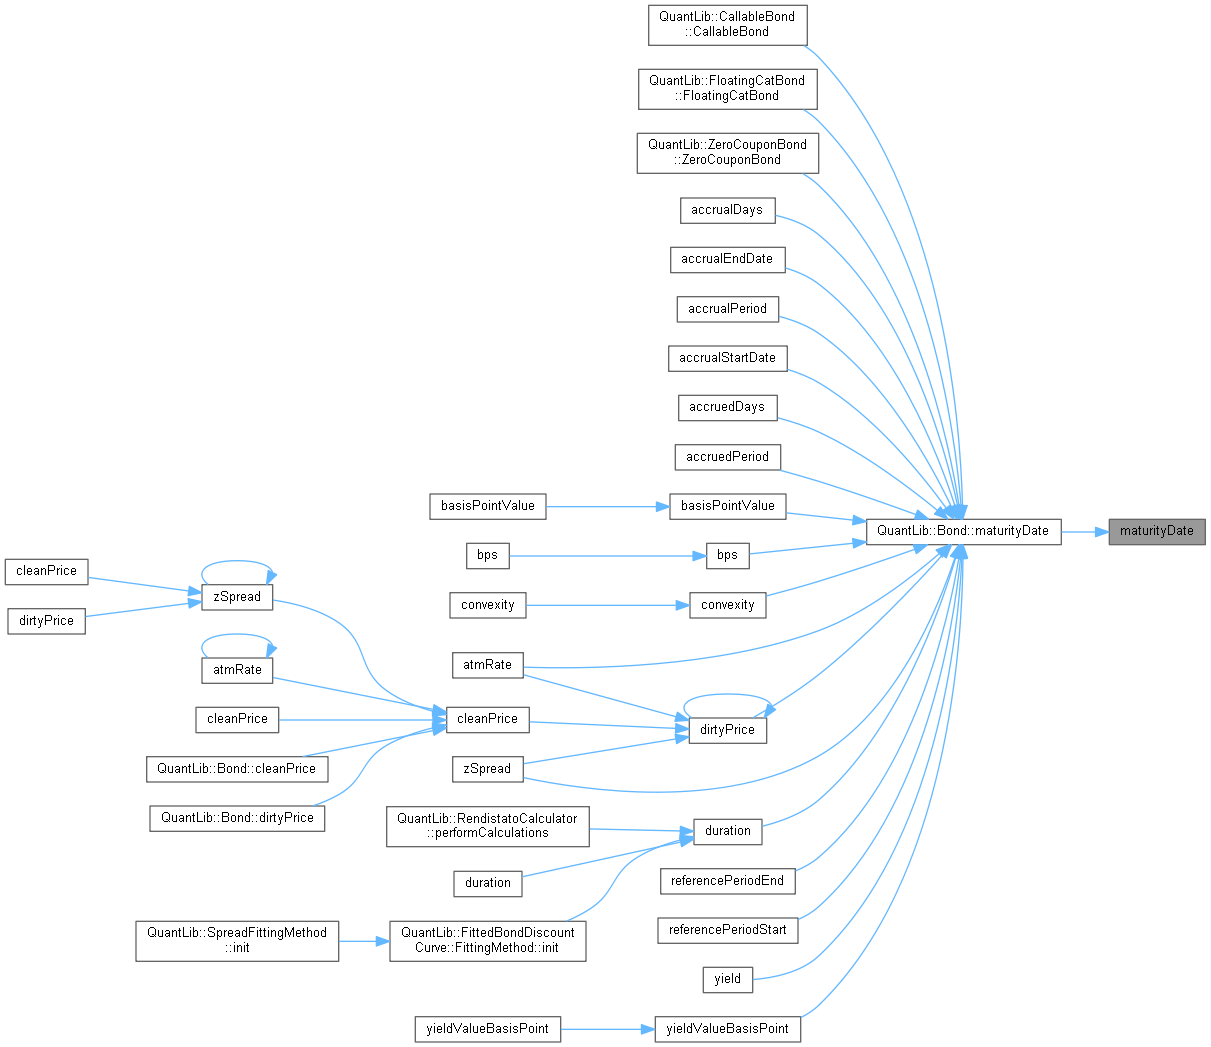 QuantLib::CallableBond
::CallableBond
QuantLib::FloatingCatBond
::FloatingCatBond
QuantLib::ZeroCouponBond
::ZeroCouponBond
accrualDays
accrualEndDate
accrualPeriod
accrualStartDate
accruedDays
accruedPeriod
basisPointValue
basisPointValue
QuantLib::Bond::maturityDate
maturityDate
bps
bps
cleanPrice
zSpread
dirtyPrice
convexity
convexity
atmRate
atmRate
cleanPrice
cleanPrice
dirtyPrice
QuantLib::Bond::cleanPrice
zSpread
QuantLib::Bond::dirtyPrice
QuantLib::RendistatoCalculator
::performCalculations
duration
duration
referencePeriodEnd
QuantLib::SpreadFittingMethod
::init
QuantLib::FittedBondDiscount
Curve::FittingMethod::init
referencePeriodStart
yield
yieldValueBasisPoint
yieldValueBasisPoint